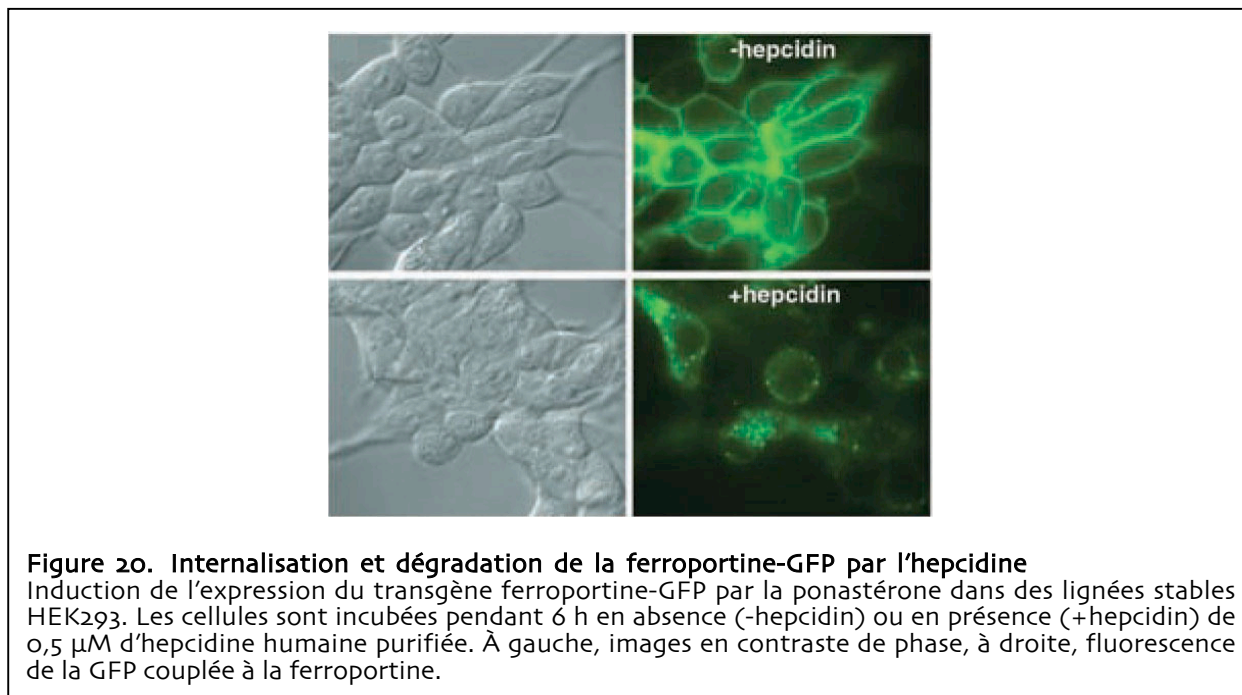 -hepcidin
+hepcidin
Figure 20. Internalisation et dégradation de la ferroportine-GFP par l'hepcidine
Induction de l'expression du transgène ferroportine-GFP par la ponastérone dans des lignées stables
HEK293. Les cellules sont incubées pendant 6 h en absence (-hepcidin) ou en présence (+hepcidin) de
0,5 µM d'hepcidine humaine purifiée. À gauche, images en contraste de phase, à droite, fluorescence
de la GFP couplée à la ferroportine.